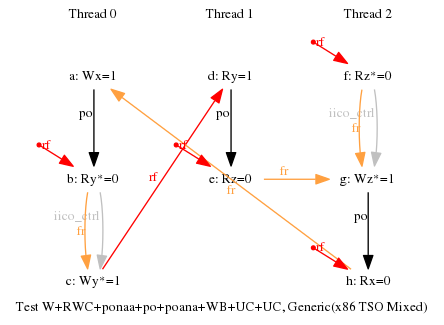 Thread 0 Thread 1 Thread 2
rf
a: Wx=1 d: Ry=1 f: Rz*=0
po po iico_ctrl
fr
rf rf rf
b: Ry*=0 e: Rz=0 fr g: Wz*=1
fr
iico_ctrl po
fr
rf
c: Wy*=1 h: Rx=0
Test W+RWC+ponaa+po+poana+WB+UC+UC, Generic(x86 TSO Mixed)